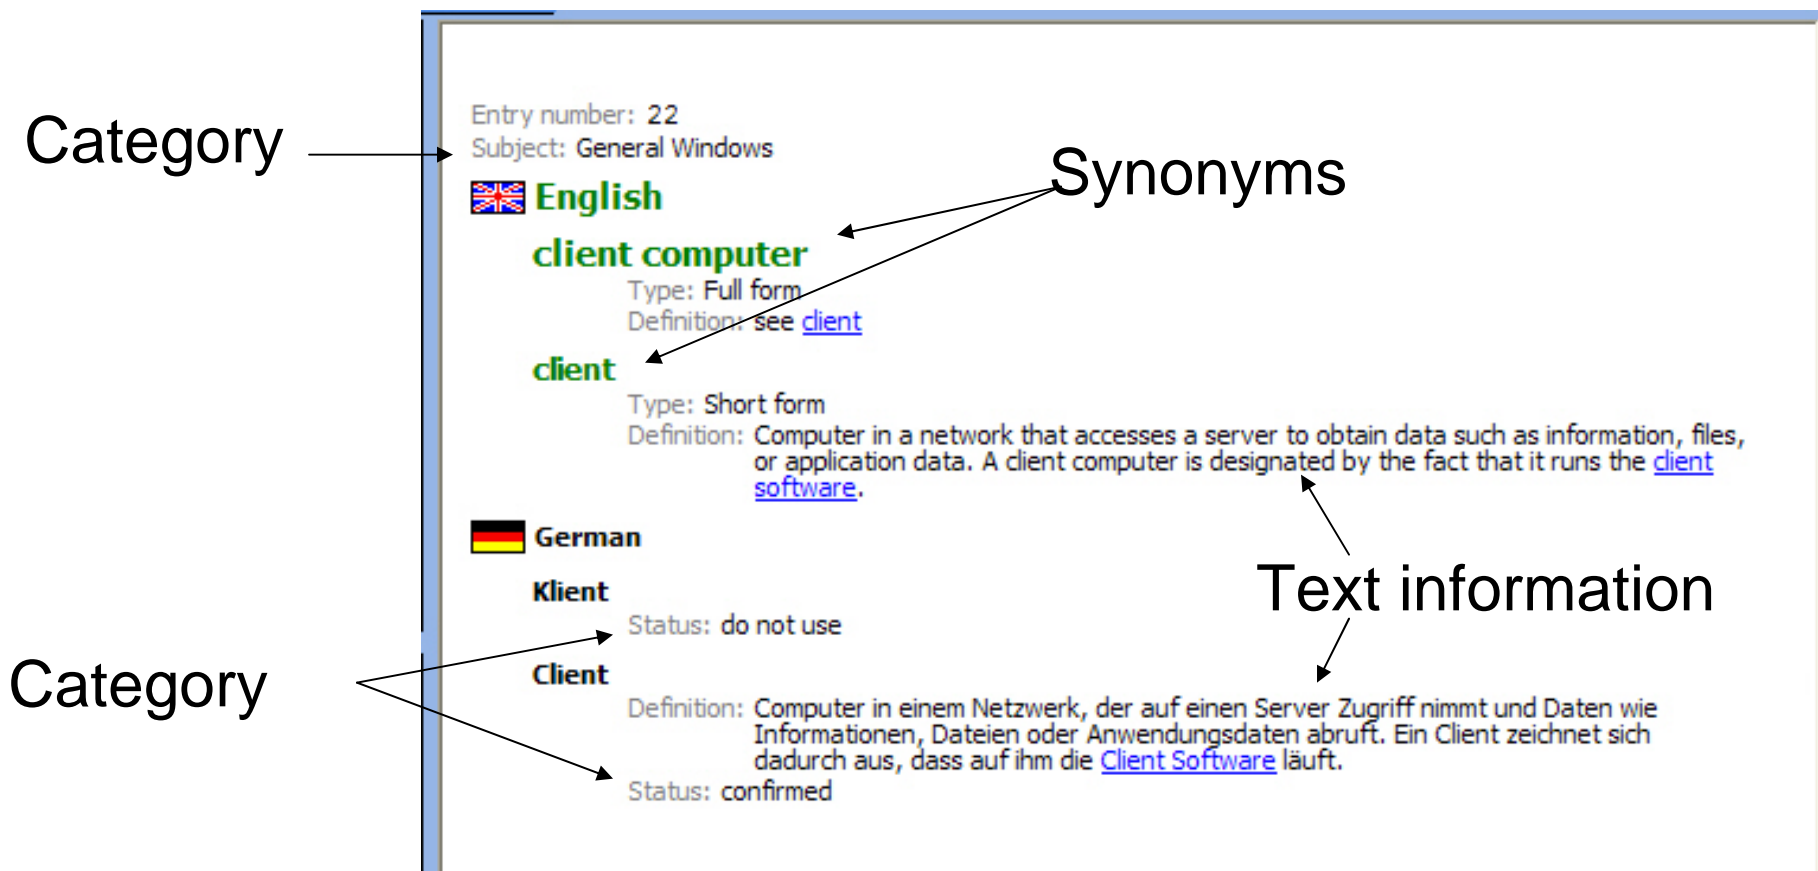 Category
Entry number: 22
Subject: General Windows
Synonyms
English
client computer
Type: Full form
Definition: see client
client
Type: Short form
Definition: Computer in a network that accesses a server to obtain data such as information, files,
or application data. A client computer is designated by the fact that it runs the client
software.
German
Text information
Klient
Status: do not use
Category
Client
Definition: Computer in einem Netzwerk, der auf einen Server Zugriff nimmt und Daten wie
Informationen, Dateien oder Anwendungsdaten abruft. Ein Client zeichnet sich
dadurch aus, dass auf ihm die Client Software läuft.
Status: confirmed